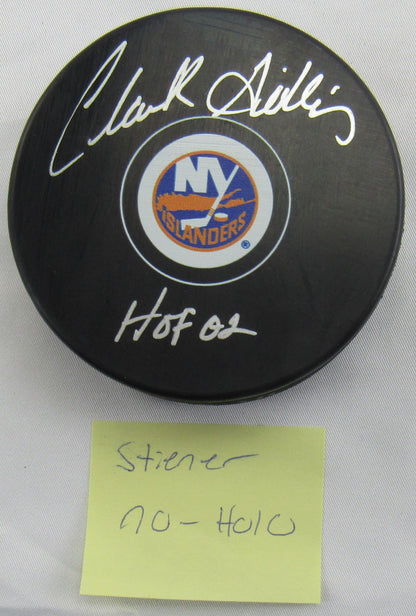 Clark Gillies
NY
ISLANDERS
HOF 02
Stiener
no-Holo